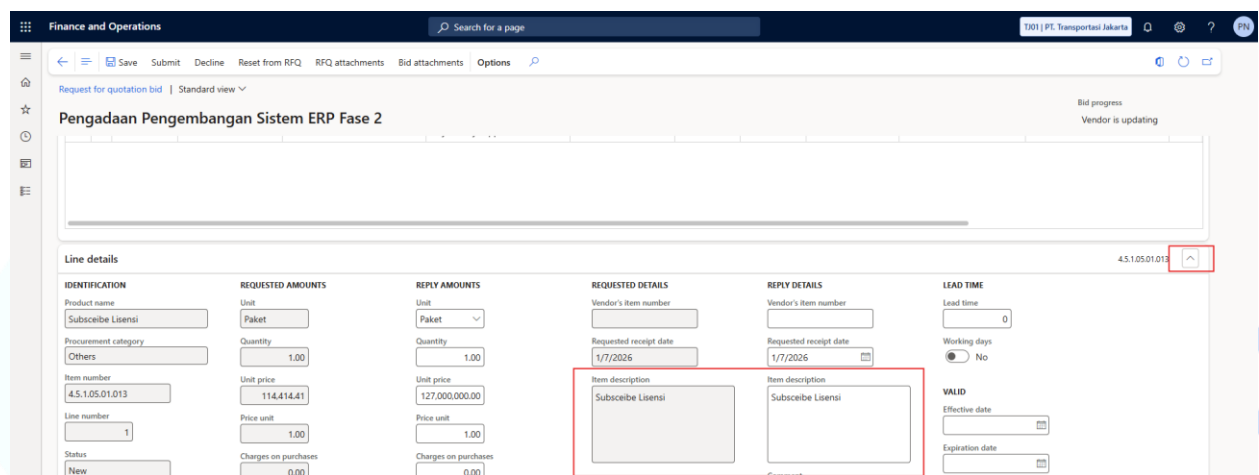 Finance and Operations
Search for a page
TJ01 | PT. Transportasi Jakarta
?
PN
Save Submit Decline Reset from RFQ RFQ attachments Bid attachments Options
Request for quotation bid | Standard view
Bid progress
Pengadaan Pengembangan Sistem ERP Fase 2
Vendor is updating
Line details
4.5.1.05.01.013
IDENTIFICATION
Product name
Subsceibe Lisensi
Procurement category
Others
Item number
4.5.1.05.01.013
Line number
1
Status
New
REQUESTED AMOUNTS
Unit
Paket
Quantity
1.00
Unit price
114,414.41
Price unit
1.00
Charges on purchases
0.00
REPLY AMOUNTS
Unit
Paket
Quantity
1.00
Unit price
127,000,000.00
Price unit
1.00
Charges on purchases
0.00
REQUESTED DETAILS
Vendor's item number
Requested receipt date
1/7/2026
Item description
Subsceibe Lisensi
REPLY DETAILS
Vendor's item number
Requested receipt date
1/7/2026
Item description
Subsceibe Lisensi
LEAD TIME
Lead time
0
Working days
No
VALID
Effective date
Expiration date